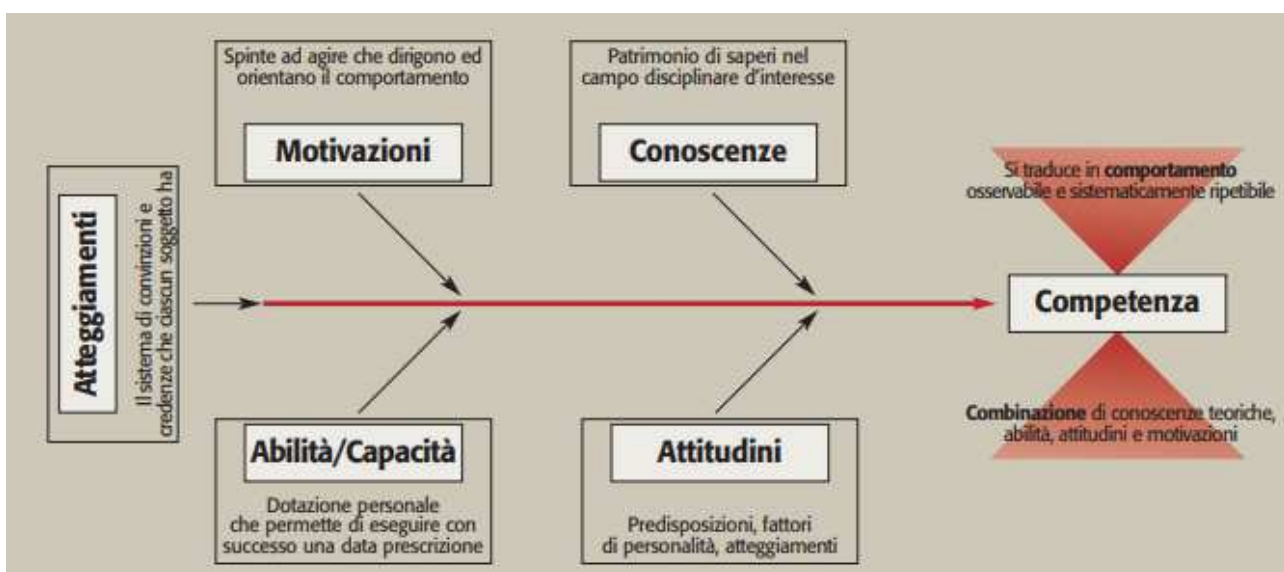 Spinte ad agire che dirigono ed
orientano il comportamento
Motivazioni
Patrimonio di saperi nel
campo disciplinare d'interesse
Conoscenze
Atteggiamenti
Il sistema di convinzioni e
credenze che ciascun soggetto ha
Si traduce in comportamento
osservabile e sistematicamente ripetibile
Competenza
Combinazione di conoscenze teoriche,
abilità, attitudini e motivazioni
Abilità/Capacità
Dotazione personale
che permette di eseguire con
successo una data prescrizione
Attitudini
Predisposizioni, fattori
di personalità, atteggiamenti